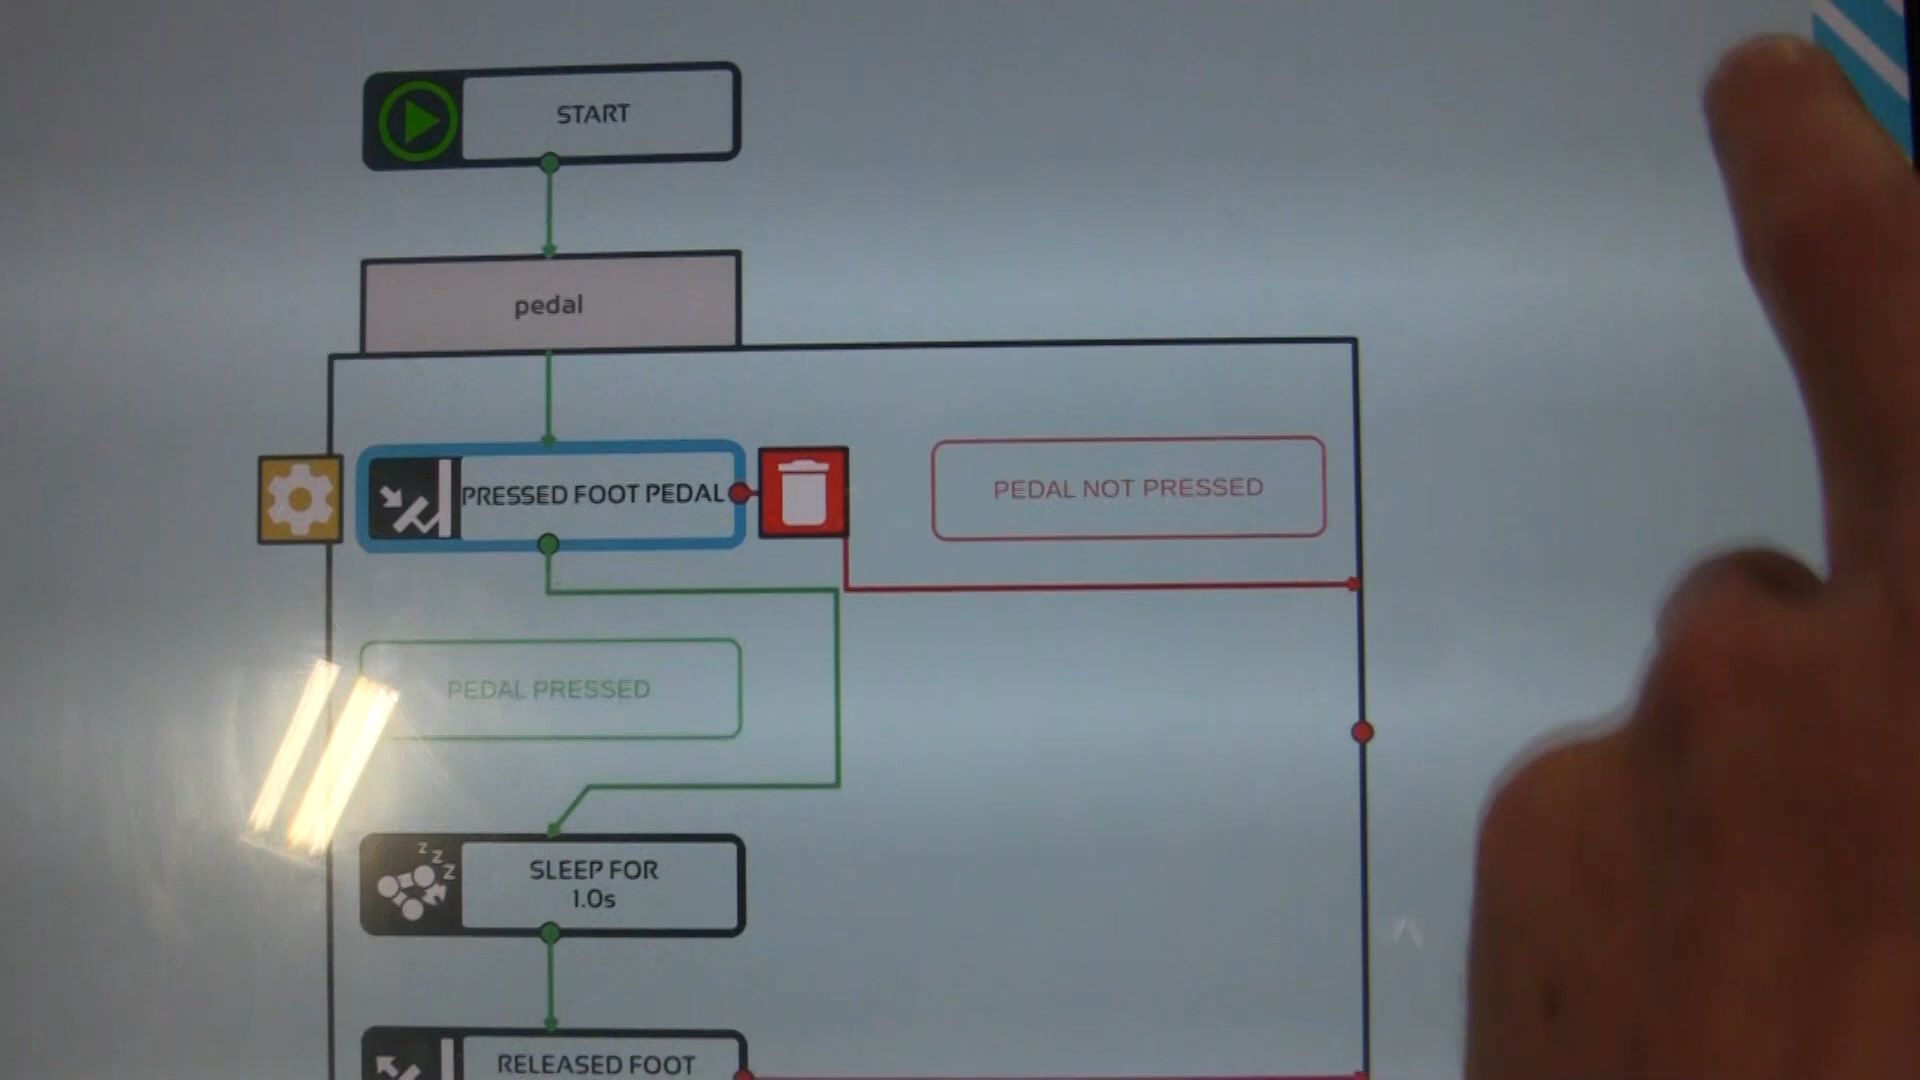 START
pedal
PRESSED FOOT PEDAL
PEDAL NOT PRESSED
PEDAL PRESSED
z z z
SLEEP FOR
1.0s
RELEASED FOOT